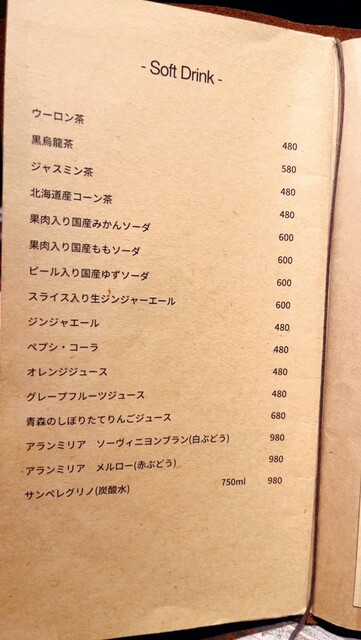 - Soft Drink -
ウーロン茶 480
黒烏龍茶 580
ジャスミン茶 480
北海道産コーン茶 480
果肉入り国産みかんソーダ 600
果肉入り国産ももソーダ 600
ピール入り国産ゆずソーダ 600
スライス入り生ジンジャーエール 600
ジンジャエール 480
ペプシ・コーラ 480
オレンジジュース 480
グレープフルーツジュース 480
青森のしぼりたてりんごジュース 680
アランミリア ソーヴィニヨンブラン(白ぶどう) 980
アランミリア メルロー(赤ぶどう) 980
サンペレグリノ(炭酸水) 750ml 980